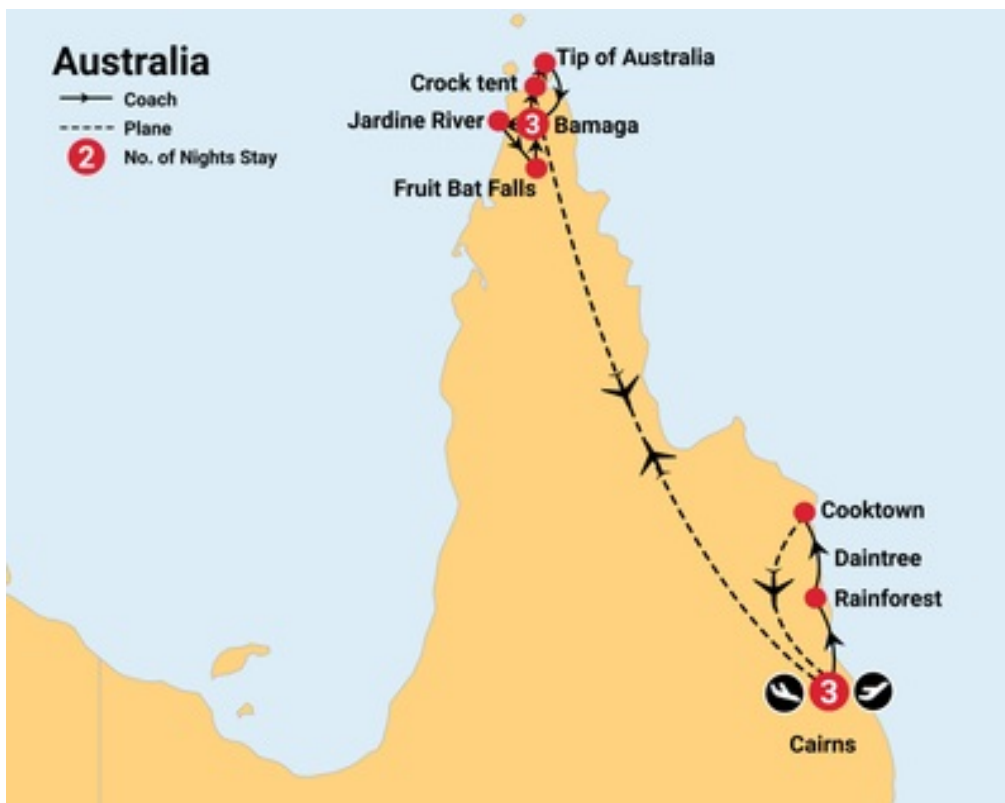 Australia
Coach
Plane
2 No. of Nights Stay
Tip of Australia
Crock tent
Jardine River
3 Bamaga
Fruit Bat Falls
Cooktown
Daintree
Rainforest
3
Cairns